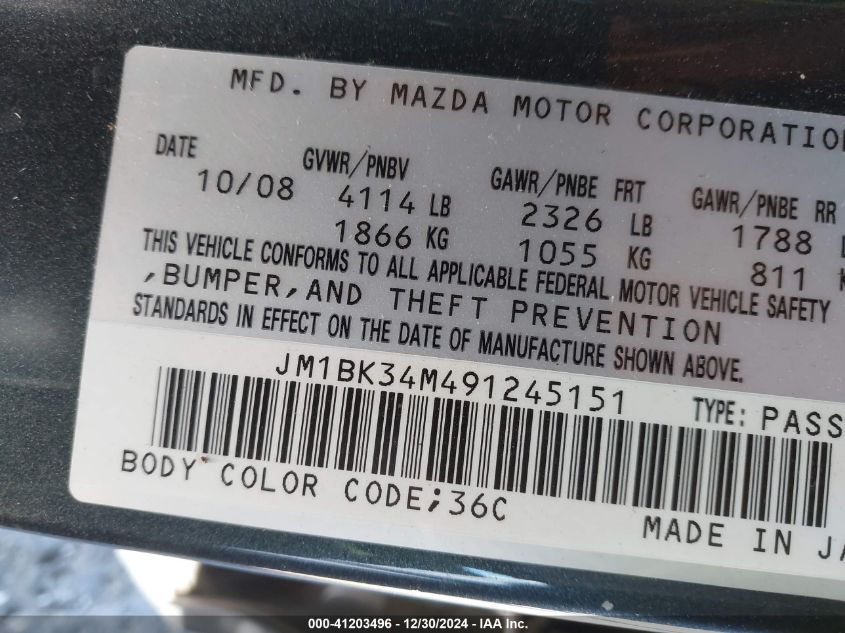 MFD. BY MAZDA MOTOR CORPORATION
DATE GVWR/PNBV GAWR/PNBE FRT GAWR/PNBE RR
10/08 4114 LB 2326 LB 1788 L
1866 KG 1055 KG 811 K
THIS VEHICLE CONFORMS TO ALL APPLICABLE FEDERAL MOTOR VEHICLE SAFETY
,BUMPER,AND THEFT PREVENTION
STANDARDS IN EFFECT ON THE DATE OF MANUFACTURE SHOWN ABOVE.
JM1BK34M491245151 TYPE: PASS
BODY COLOR CODE;36C
MADE IN JA
000-41203496 - 12/30/2024 - IAA Inc.